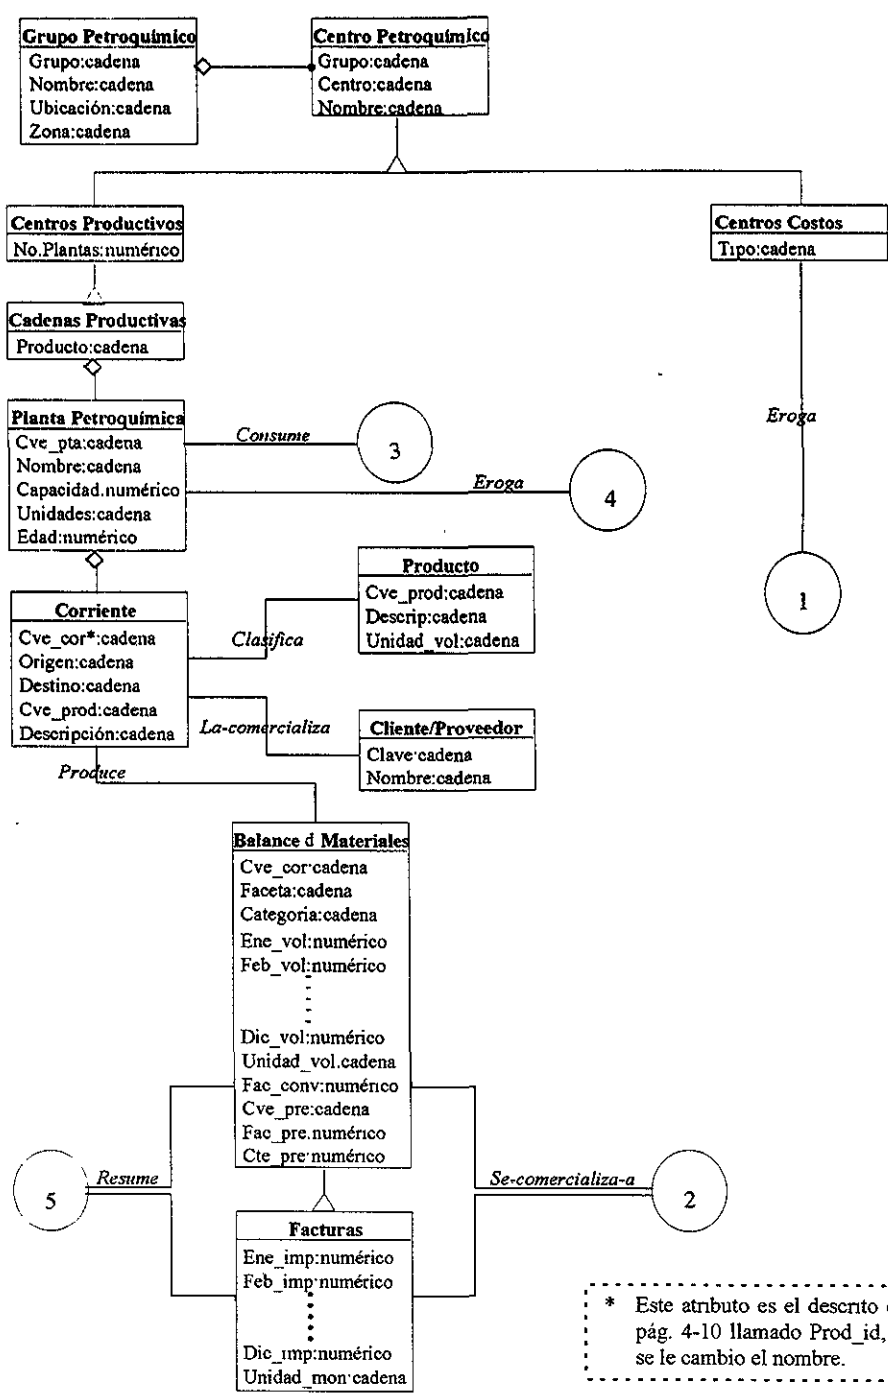 Grupo Petroquímico
Grupo:cadena
Nombre:cadena
Ubicación:cadena
Zona:cadena
Centro Petroquímico
Grupo:cadena
Centro:cadena
Nombre:cadena
Centros Productivos
No.Plantas:numérico
Centros Costos
Tipo:cadena
Cadenas Productivas
Producto:cadena
Planta Petroquímica
Cve_pta:cadena
Nombre:cadena
Capacidad.numérico
Unidades:cadena
Edad:numérico
Consume
3
Eroga
4
Eroga
1
Corriente
Cve_cor*:cadena
Origen:cadena
Destino:cadena
Cve_prod:cadena
Descripción:cadena
Clasifica
Producto
Cve_prod:cadena
Descrip:cadena
Unidad_vol:cadena
La-comercializa
Cliente/Proveedor
Clave·cadena
Nombre:cadena
Produce
Balance d Materiales
Cve_cor·cadena
Faceta:cadena
Categoria:cadena
Ene_vol:numérico
Feb_vol:numérico
Dic_vol:numérico
Unidad_vol.cadena
Fac_conv:numérico
Cve_pre:cadena
Fac_pre.numérico
Cte_pre·numérico
Resume
5
Se-comercializa-a
2
Facturas
Ene_imp:numérico
Feb_imp·numérico
Dic_imp:numérico
Unidad_mon·cadena
* Este atributo es el descrito
pág. 4-10 llamado Prod_id,
se le cambio el nombre.